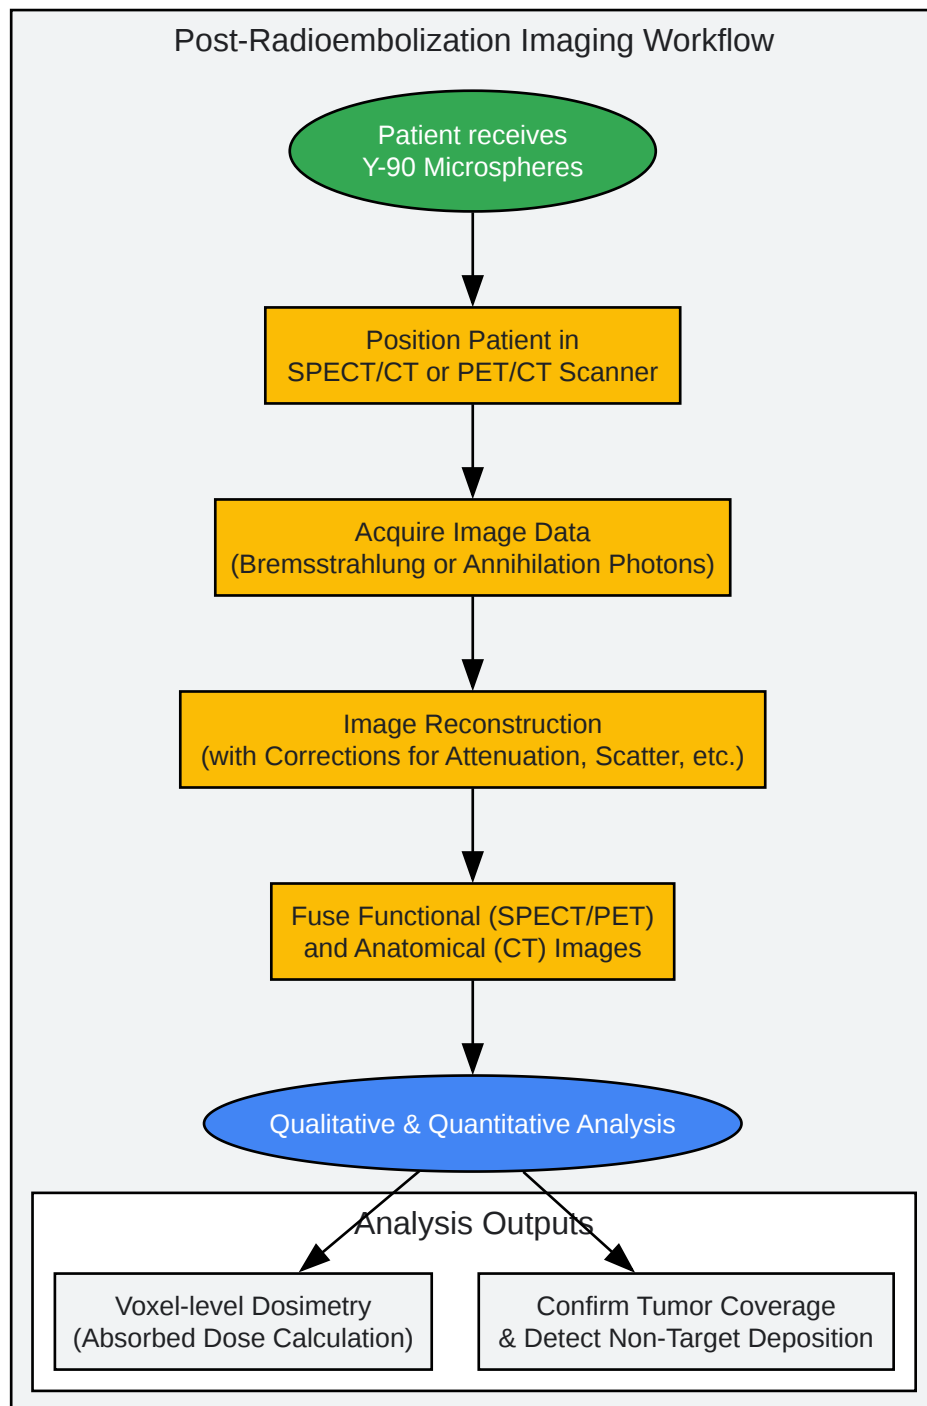 Post-Radioembolization Imaging Workflow
Patient receives
Y-90 Microspheres
Position Patient in
SPECT/CT or PET/CT Scanner
Acquire Image Data
(Bremsstrahlung or Annihilation Photons)
Image Reconstruction
(with Corrections for Attenuation, Scatter, etc.)
Fuse Functional (SPECT/PET)
and Anatomical (CT) Images
Qualitative & Quantitative Analysis
Analysis Outputs
Voxel-level Dosimetry
(Absorbed Dose Calculation)
Confirm Tumor Coverage
& Detect Non-Target Deposition